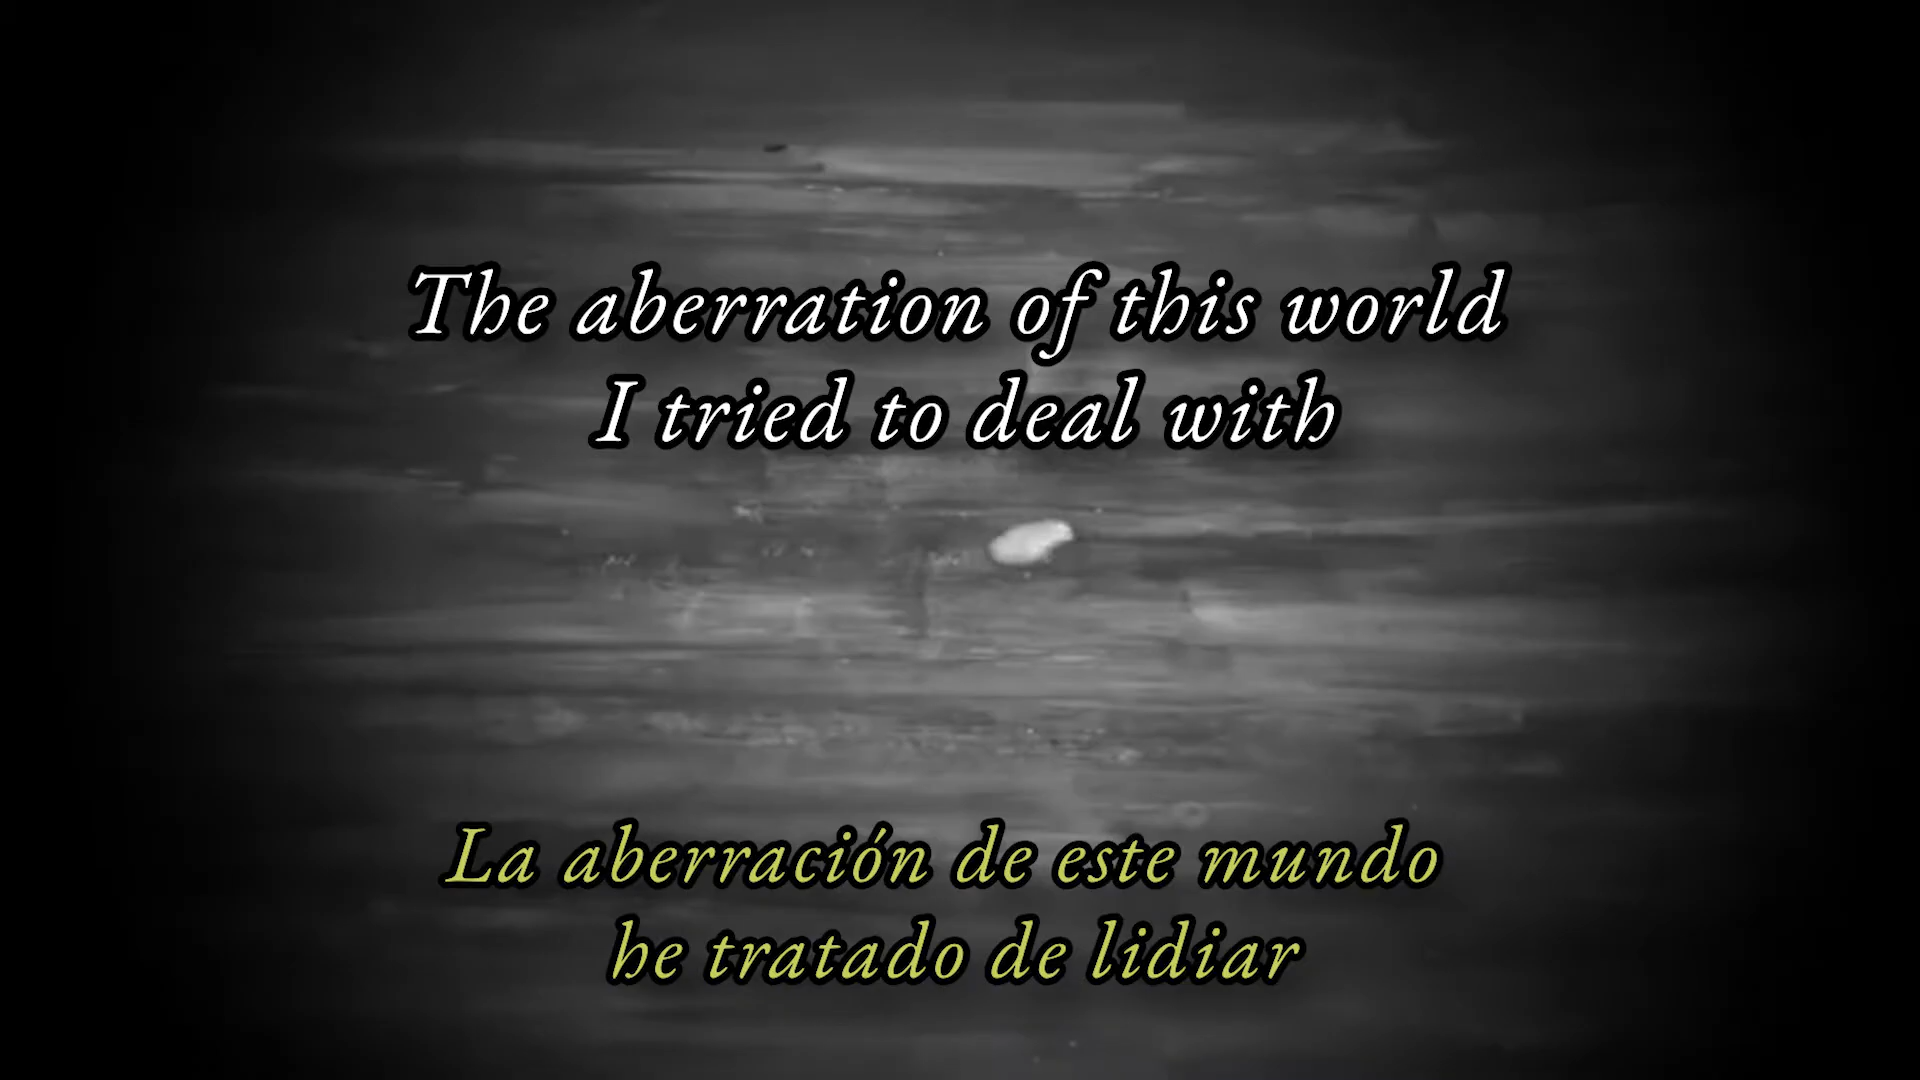 The aberration of this world
I tried to deal with
La aberración de este mundo
he tratado de lidiar